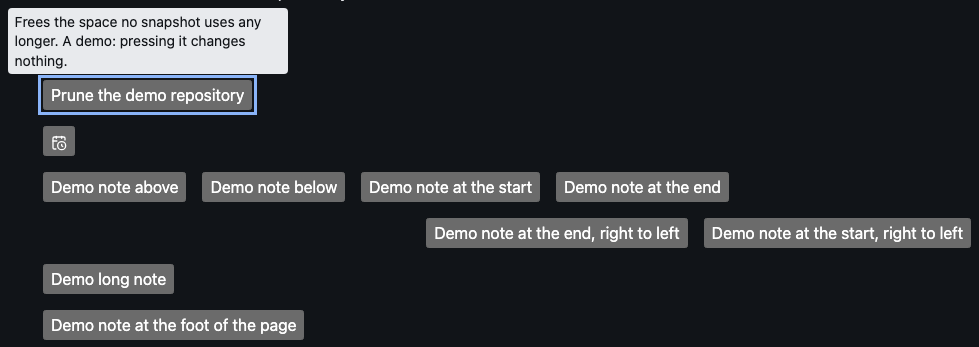 Frees the space no snapshot uses any
longer. A demo: pressing it changes
nothing.
Prune the demo repository
Demo note above
Demo note below
Demo note at the start
Demo note at the end
Demo note at the end, right to left
Demo note at the start, right to left
Demo long note
Demo note at the foot of the page